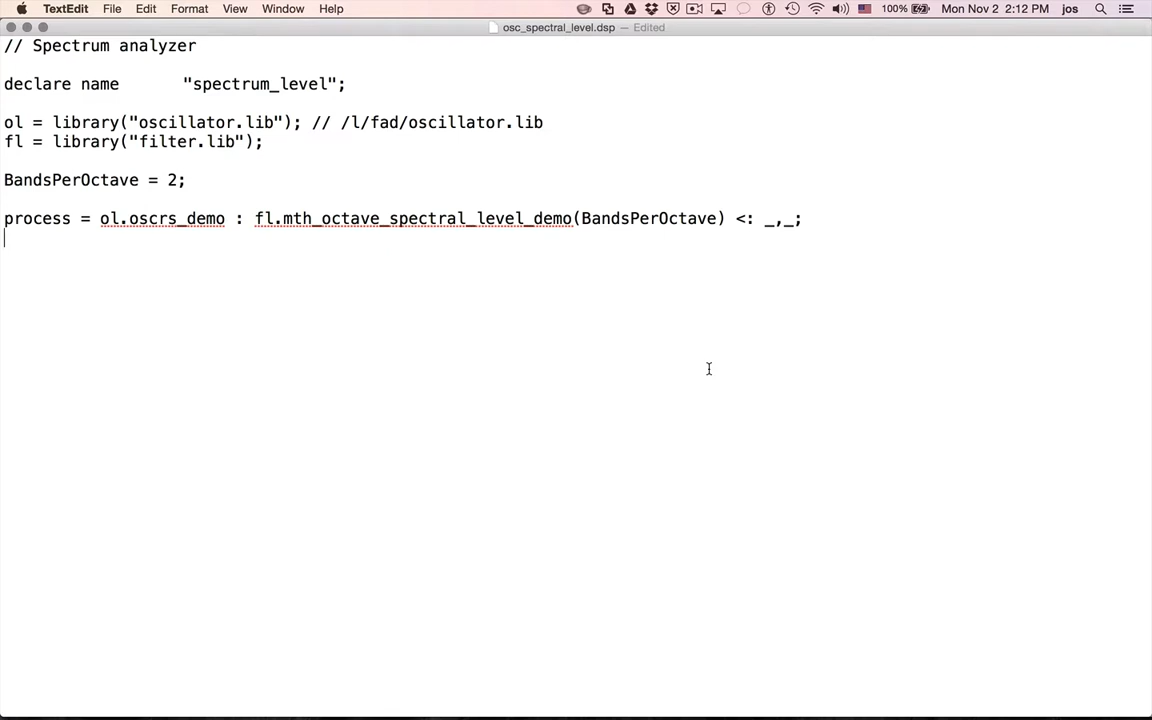 TextEdit File Edit Format View Window Help 100% Mon Nov 2 2:12 PM jos
osc_spectral_level.dsp — Edited
// Spectrum analyzer
declare name "spectrum_level";
ol = library("oscillator.lib"); // /l/fad/oscillator.lib
fl = library("filter.lib");
BandsPerOctave = 2;
process = ol.oscrs_demo : fl.mth_octave_spectral_level_demo(BandsPerOctave) <: _,_;